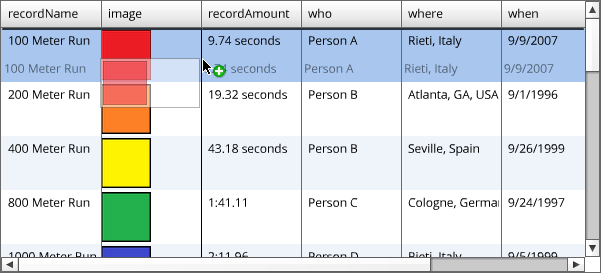 recordName image recordAmount who where when
100 Meter Run 9.74 seconds Person A Rieti, Italy 9/9/2007
100 Meter Run seconds Person A Rieti, Italy 9/9/2007
200 Meter Run 19.32 seconds Person B Atlanta, GA, USA 9/1/1996
400 Meter Run 43.18 seconds Person B Seville, Spain 9/26/1999
800 Meter Run 1:41.11 Person C Cologne, Germa 9/24/1997
1000 Meter Run 2:11.96 Person D Rieti, Italy 9/5/1999